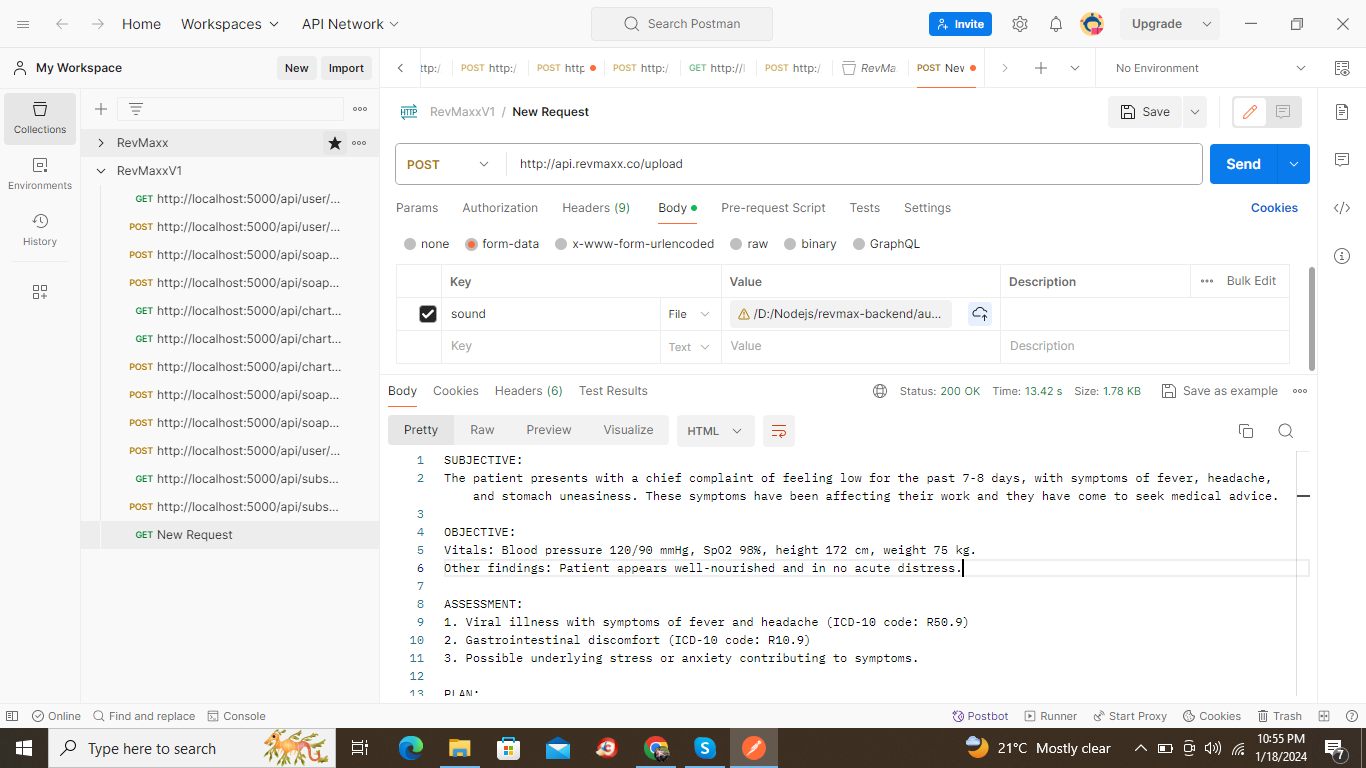 Home Workspaces API Network Search Postman Invite Upgrade
My Workspace New Import
POST http:/ POST http POST http:/ GET http:// POST http:/ RevMa POST New No Environment
Collections
Environments
History
RevMaxx
RevMaxxV1
GET http://localhost:5000/api/user/...
POST http://localhost:5000/api/user/...
POST http://localhost:5000/api/soap...
POST http://localhost:5000/api/soap...
GET http://localhost:5000/api/chart...
GET http://localhost:5000/api/chart...
POST http://localhost:5000/api/chart...
POST http://localhost:5000/api/soap...
POST http://localhost:5000/api/soap...
POST http://localhost:5000/api/user/...
GET http://localhost:5000/api/subs...
POST http://localhost:5000/api/subs...
GET New Request
HTTP RevMaxxV1 / New Request Save
POST http://api.revmaxx.co/upload Send
Params Authorization Headers (9) Body Pre-request Script Tests Settings Cookies
none form-data x-www-form-urlencoded raw binary GraphQL
Key Value Description Bulk Edit
sound File /D:/Nodejs/revmax-backend/au...
Key Text Value Description
Body Cookies Headers (6) Test Results Status: 200 OK Time: 13.42 s Size: 1.78 KB Save as example
Pretty Raw Preview Visualize HTML
1 SUBJECTIVE:
2 The patient presents with a chief complaint of feeling low for the past 7-8 days, with symptoms of fever, headache,
and stomach uneasiness. These symptoms have been affecting their work and they have come to seek medical advice.
3
4 OBJECTIVE:
5 Vitals: Blood pressure 120/90 mmHg, SpO2 98%, height 172 cm, weight 75 kg.
6 Other findings: Patient appears well-nourished and in no acute distress.
7
8 ASSESSMENT:
9 1. Viral illness with symptoms of fever and headache (ICD-10 code: R50.9)
10 2. Gastrointestinal discomfort (ICD-10 code: R10.9)
11 3. Possible underlying stress or anxiety contributing to symptoms.
12
13 PLAN:
Online Find and replace Console Postbot Runner Start Proxy Cookies Trash
Type here to search 21°C Mostly clear 10:55 PM
1/18/2024 7